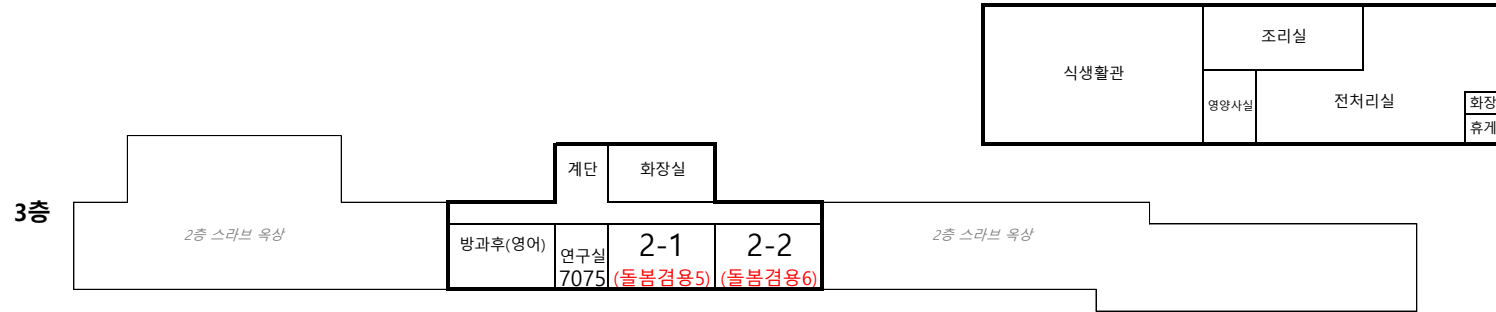 조리실
식생활관
영양사실
전처리실
화장
휴게
계단
화장실
3층
2층 스라브 옥상
방과후(영어)
연구실
7075
2-1
(돌봄겸용5)
2-2
(돌봄겸용6)
2층 스라브 옥상